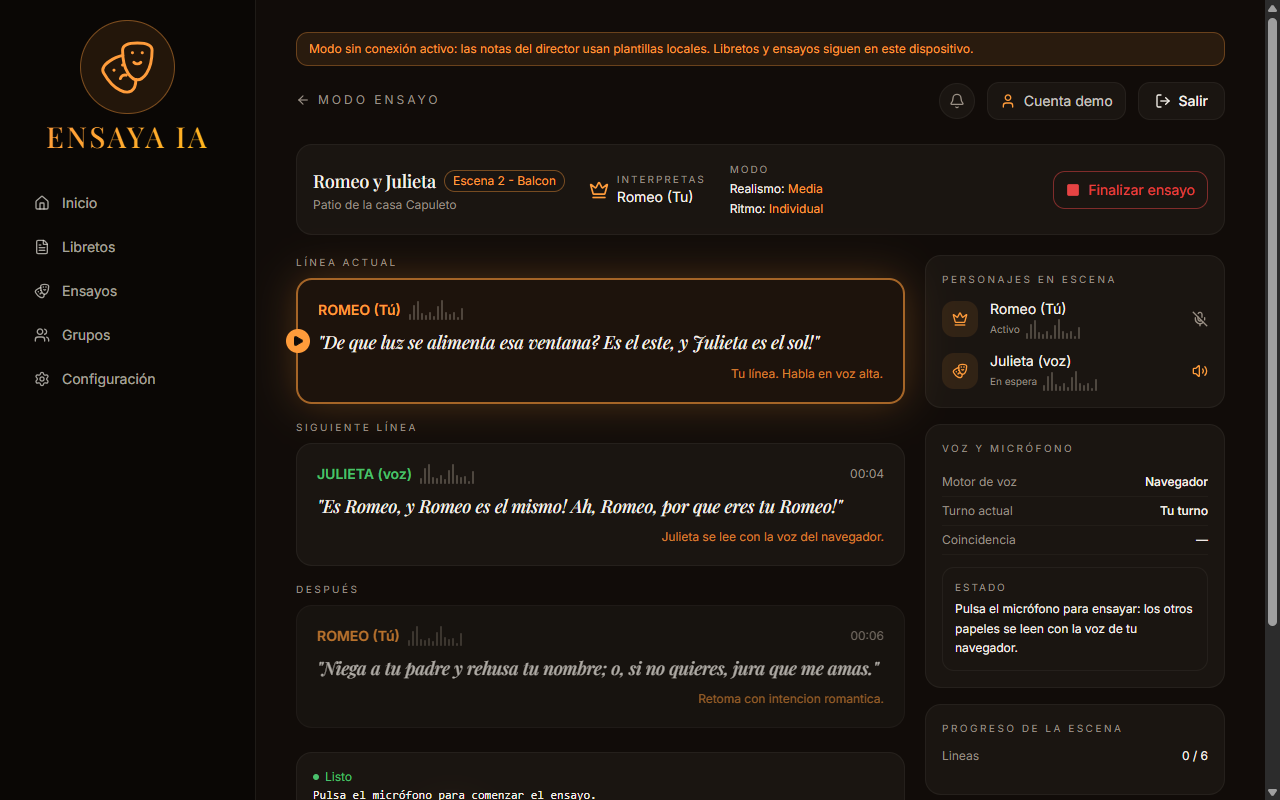 ENSAYA IA
Inicio
Libretos
Ensayos
Grupos
Configuración
Modo sin conexión activo: las notas del director usan plantillas locales. Libretos y ensayos siguen en este dispositivo.
MODO ENSAYO
Cuenta demo
Salir
Romeo y Julieta
Escena 2 - Balcon
Patio de la casa Capuleto
INTERPRETAS
Romeo (Tu)
MODO
Realismo: Media
Ritmo: Individual
Finalizar ensayo
LÍNEA ACTUAL
ROMEO (Tú)
"De que luz se alimenta esa ventana? Es el este, y Julieta es el sol!"
Tu línea. Habla en voz alta.
SIGUIENTE LÍNEA
JULIETA (voz)
00:04
"Es Romeo, y Romeo es el mismo! Ah, Romeo, por que eres tu Romeo!"
Julieta se lee con la voz del navegador.
DESPUÉS
ROMEO (Tú)
00:06
"Niega a tu padre y rehusa tu nombre; o, si no quieres, jura que me amas."
Retoma con intencion romantica.
Listo
Pulsa el micrófono para comenzar el ensayo.
PERSONAJES EN ESCENA
Romeo (Tú)
Activo
Julieta (voz)
En espera
VOZ Y MICRÓFONO
Motor de voz Navegador
Turno actual Tu turno
Coincidencia —
ESTADO
Pulsa el micrófono para ensayar: los otros
papeles se leen con la voz de tu
navegador.
PROGRESO DE LA ESCENA
Lineas 0 / 6